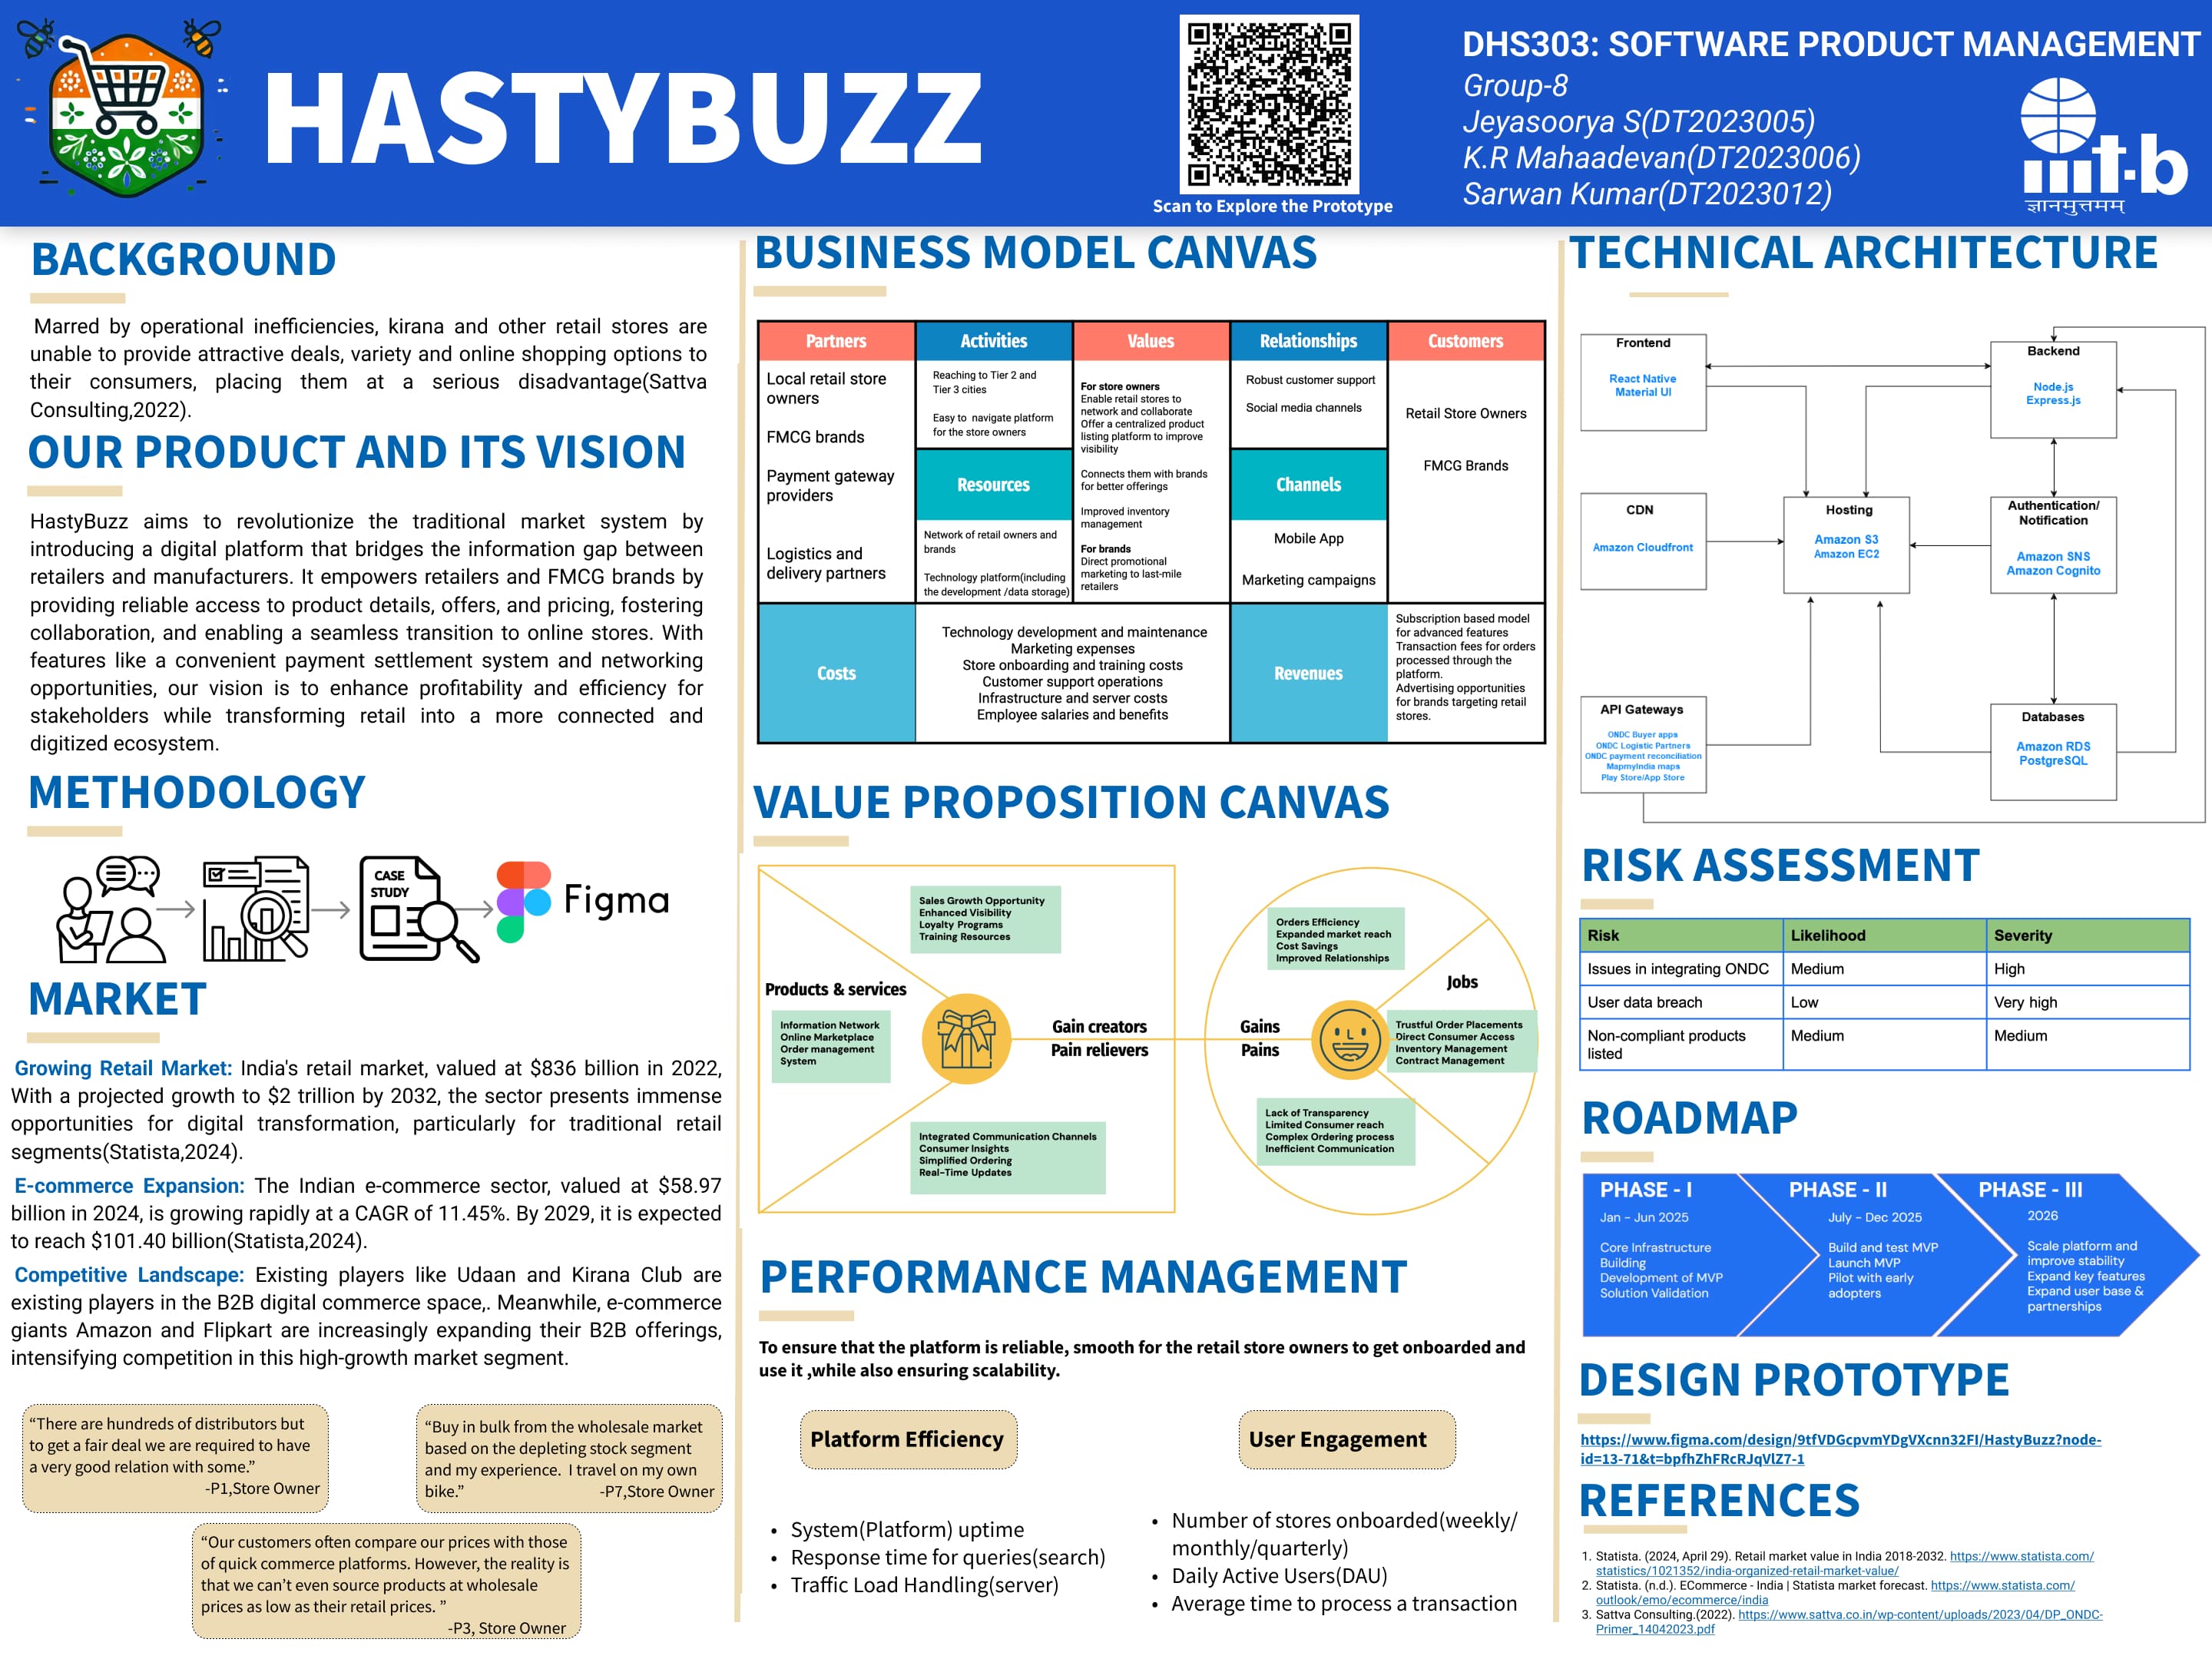 HASTYBUZZ
Scan to Explore the Prototype
DHS303: SOFTWARE PRODUCT MANAGEMENT
Group-8
Jeyasoorya S(DT2023005)
K.R Mahaadevan(DT2023006)
Sarwan Kumar(DT2023012)
iiit-b
ज्ञानमुत्तमम्
BACKGROUND
Marred by operational inefficiencies, kirana and other retail stores are
unable to provide attractive deals, variety and online shopping options to
their consumers, placing them at a serious disadvantage(Sattva
Consulting,2022).
OUR PRODUCT AND ITS VISION
HastyBuzz aims to revolutionize the traditional market system by
introducing a digital platform that bridges the information gap between
retailers and manufacturers. It empowers retailers and FMCG brands by
providing reliable access to product details, offers, and pricing, fostering
collaboration, and enabling a seamless transition to online stores. With
features like a convenient payment settlement system and networking
opportunities, our vision is to enhance profitability and efficiency for
stakeholders while transforming retail into a more connected and
digitized ecosystem.
METHODOLOGY
CASE
STUDY
Figma
MARKET
Growing Retail Market: India's retail market, valued at $836 billion in 2022,
With a projected growth to $2 trillion by 2032, the sector presents immense
opportunities for digital transformation, particularly for traditional retail
segments(Statista,2024).
E-commerce Expansion: The Indian e-commerce sector, valued at $58.97
billion in 2024, is growing rapidly at a CAGR of 11.45%. By 2029, it is expected
to reach $101.40 billion(Statista,2024).
Competitive Landscape: Existing players like Udaan and Kirana Club are
existing players in the B2B digital commerce space,. Meanwhile, e-commerce
giants Amazon and Flipkart are increasingly expanding their B2B offerings,
intensifying competition in this high-growth market segment.
“There are hundreds of distributors but
to get a fair deal we are required to have
a very good relation with some.”
-P1,Store Owner
“Buy in bulk from the wholesale market
based on the depleting stock segment
and my experience. I travel on my own
bike.” -P7,Store Owner
“Our customers often compare our prices with those
of quick commerce platforms. However, the reality is
that we can’t even source products at wholesale
prices as low as their retail prices. ”
-P3, Store Owner
BUSINESS MODEL CANVAS
Partners
Local retail store
owners
FMCG brands
Payment gateway
providers
Logistics and
delivery partners
Activities
Reaching to Tier 2 and
Tier 3 cities
Easy to navigate platform
for the store owners
Resources
Network of retail owners and
brands
Technology platform(including
the development /data storage)
Values
For store owners
Enable retail stores to
network and collaborate
Offer a centralized product
listing platform to improve
visibility
Connects them with brands
for better offerings
Improved inventory
management
For brands
Direct promotional
marketing to last-mile
retailers
Relationships
Robust customer support
Social media channels
Channels
Mobile App
Marketing campaigns
Customers
Retail Store Owners
FMCG Brands
Costs
Technology development and maintenance
Marketing expenses
Store onboarding and training costs
Customer support operations
Infrastructure and server costs
Employee salaries and benefits
Revenues
Subscription based model
for advanced features
Transaction fees for orders
processed through the
platform.
Advertising opportunities
for brands targeting retail
stores.
VALUE PROPOSITION CANVAS
Sales Growth Opportunity
Enhanced Visibility
Loyalty Programs
Training Resources
Products & services
Information Network
Online Marketplace
Order management
System
Gain creators
Pain relievers
Integrated Communication Channels
Consumer Insights
Simplified Ordering
Real-Time Updates
Orders Efficiency
Expanded market reach
Cost Savings
Improved Relationships
Gains
Pains
Jobs
Trustful Order Placements
Direct Consumer Access
Inventory Management
Contract Management
Lack of Transparency
Limited Consumer reach
Complex Ordering process
Inefficient Communication
PERFORMANCE MANAGEMENT
To ensure that the platform is reliable, smooth for the retail store owners to get onboarded and
use it ,while also ensuring scalability.
Platform Efficiency
• System(Platform) uptime
• Response time for queries(search)
• Traffic Load Handling(server)
User Engagement
• Number of stores onboarded(weekly/
monthly/quarterly)
• Daily Active Users(DAU)
• Average time to process a transaction
TECHNICAL ARCHITECTURE
Frontend
React Native
Material UI
Backend
Node.js
Express.js
CDN
Amazon Cloudfront
Hosting
Amazon S3
Amazon EC2
Authentication/
Notification
Amazon SNS
Amazon Cognito
API Gateways
ONDC Buyer apps
ONDC Logistic Partners
ONDC payment reconciliation
MapmyIndia maps
Play Store/App Store
Databases
Amazon RDS
PostgreSQL
RISK ASSESSMENT
Risk Likelihood Severity
Issues in integrating ONDC Medium High
User data breach Low Very high
Non-compliant products
listed Medium Medium
ROADMAP
PHASE - I
Jan - Jun 2025
Core Infrastructure
Building
Development of MVP
Solution Validation
PHASE - II
July - Dec 2025
Build and test MVP
Launch MVP
Pilot with early
adopters
PHASE - III
2026
Scale platform and
improve stability
Expand key features
Expand user base &
partnerships
DESIGN PROTOTYPE
https://www.figma.com/design/9tfVDGcpvmYDgVXcnn32FI/HastyBuzz?node-
id=13-71&t=bpfhZhFRcRJqVlZ7-1
REFERENCES
1. Statista. (2024, April 29). Retail market value in India 2018-2032. https://www.statista.com/
statistics/1021352/india-organized-retail-market-value/
2. Statista. (n.d.). ECommerce - India | Statista market forecast. https://www.statista.com/
outlook/emo/ecommerce/india
3. Sattva Consulting.(2022). https://www.sattva.co.in/wp-content/uploads/2023/04/DP_ONDC-
Primer_14042023.pdf